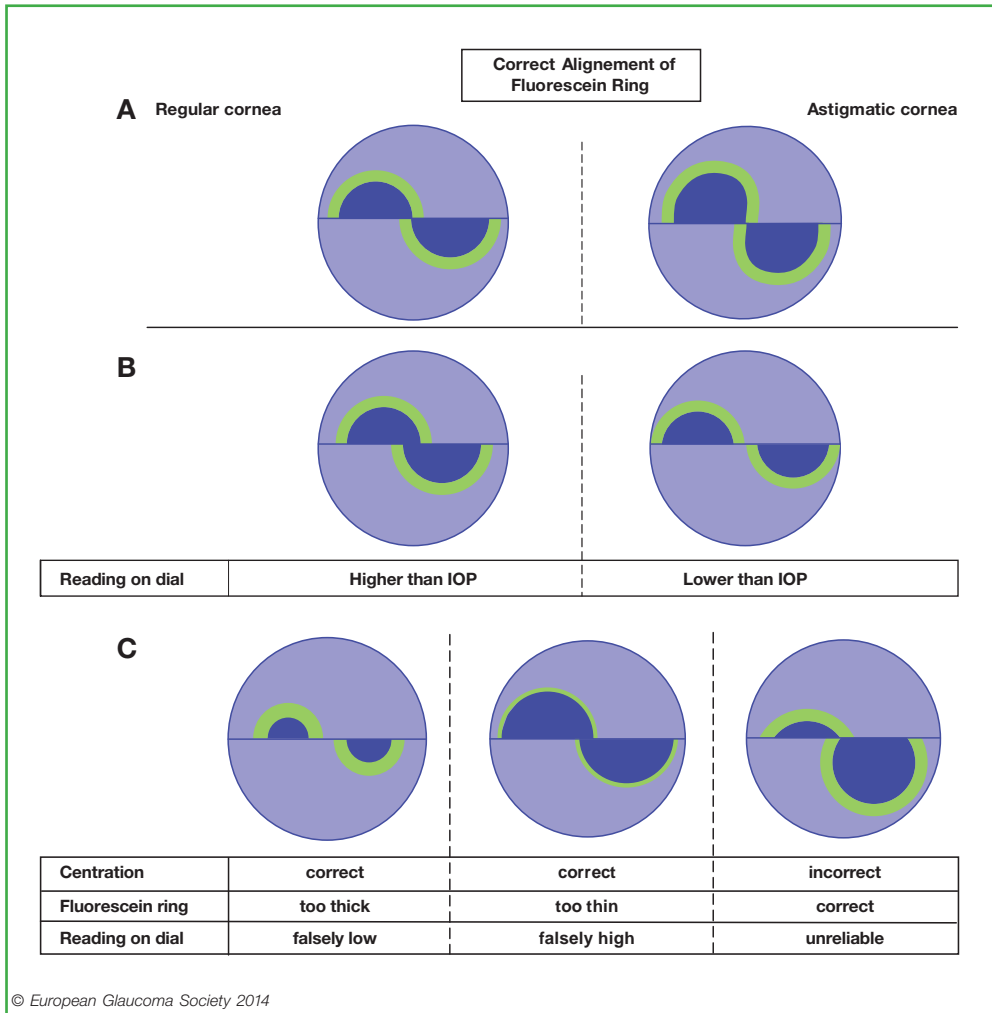 Correct Alignement of
Fluorescein Ring
A
Regular cornea
Astigmatic cornea
B
Reading on dial
Higher than IOP
Lower than IOP
C
Centration
correct
correct
incorrect
Fluorescein ring
too thick
too thin
correct
Reading on dial
falsely low
falsely high
unreliable
© European Glaucoma Society 2014